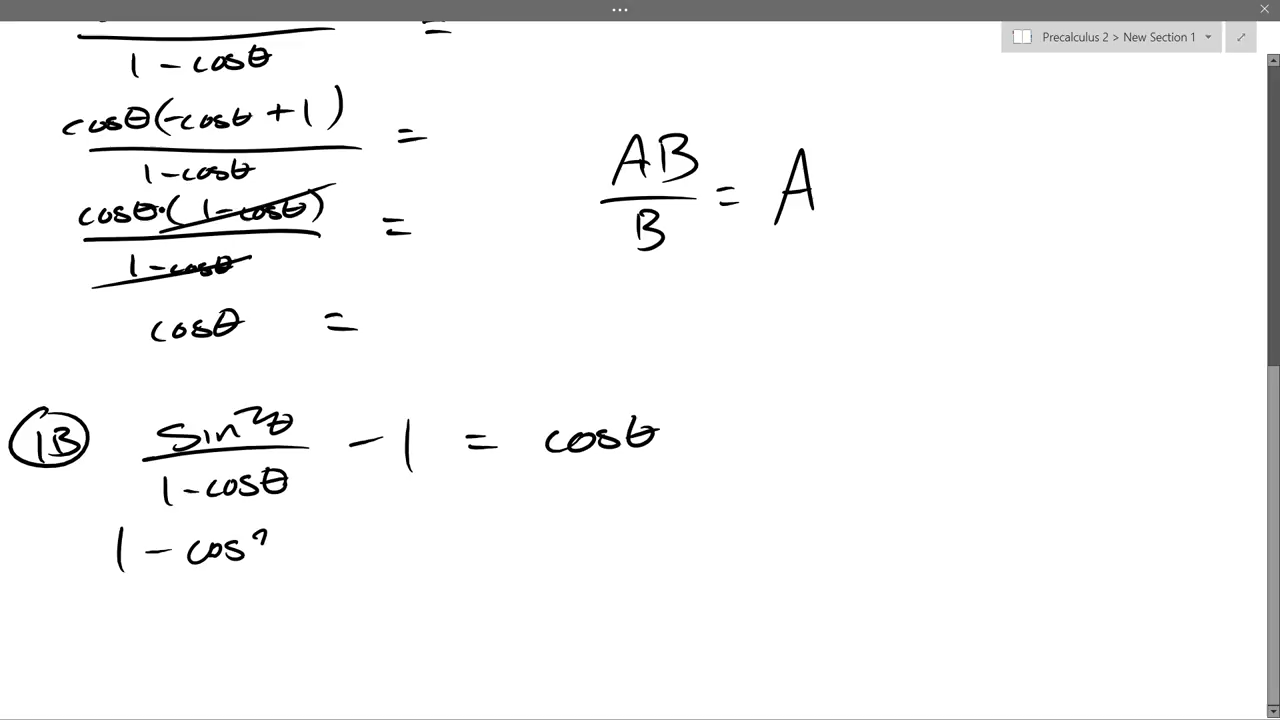 ...
Precalculus 2 > New Section 1
=
1 - cosθ
cosθ(-cosθ + 1)
=
1 - cosθ
cosθ·(1 - cosθ)
=
1 - cosθ
cosθ =
AB
= A
B
1B
sin²θ
- 1 = cosθ
1 - cosθ
1 - cos²